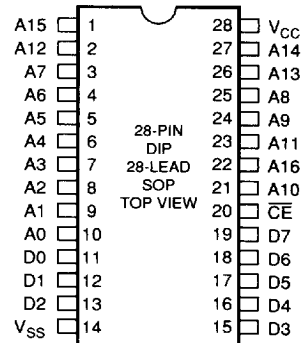 A15 1 28 VCC
A12 2 27 A14
A7 3 26 A13
A6 4 25 A8
A5 5 24 A9
A4 6 23 A11
A3 7 22 A16
A2 8 21 A10
A1 9 20 CE
A0 10 19 D7
D0 11 18 D6
D1 12 17 D5
D2 13 16 D4
VSS 14 15 D3
28-PIN
DIP
28-LEAD
SOP
TOP VIEW